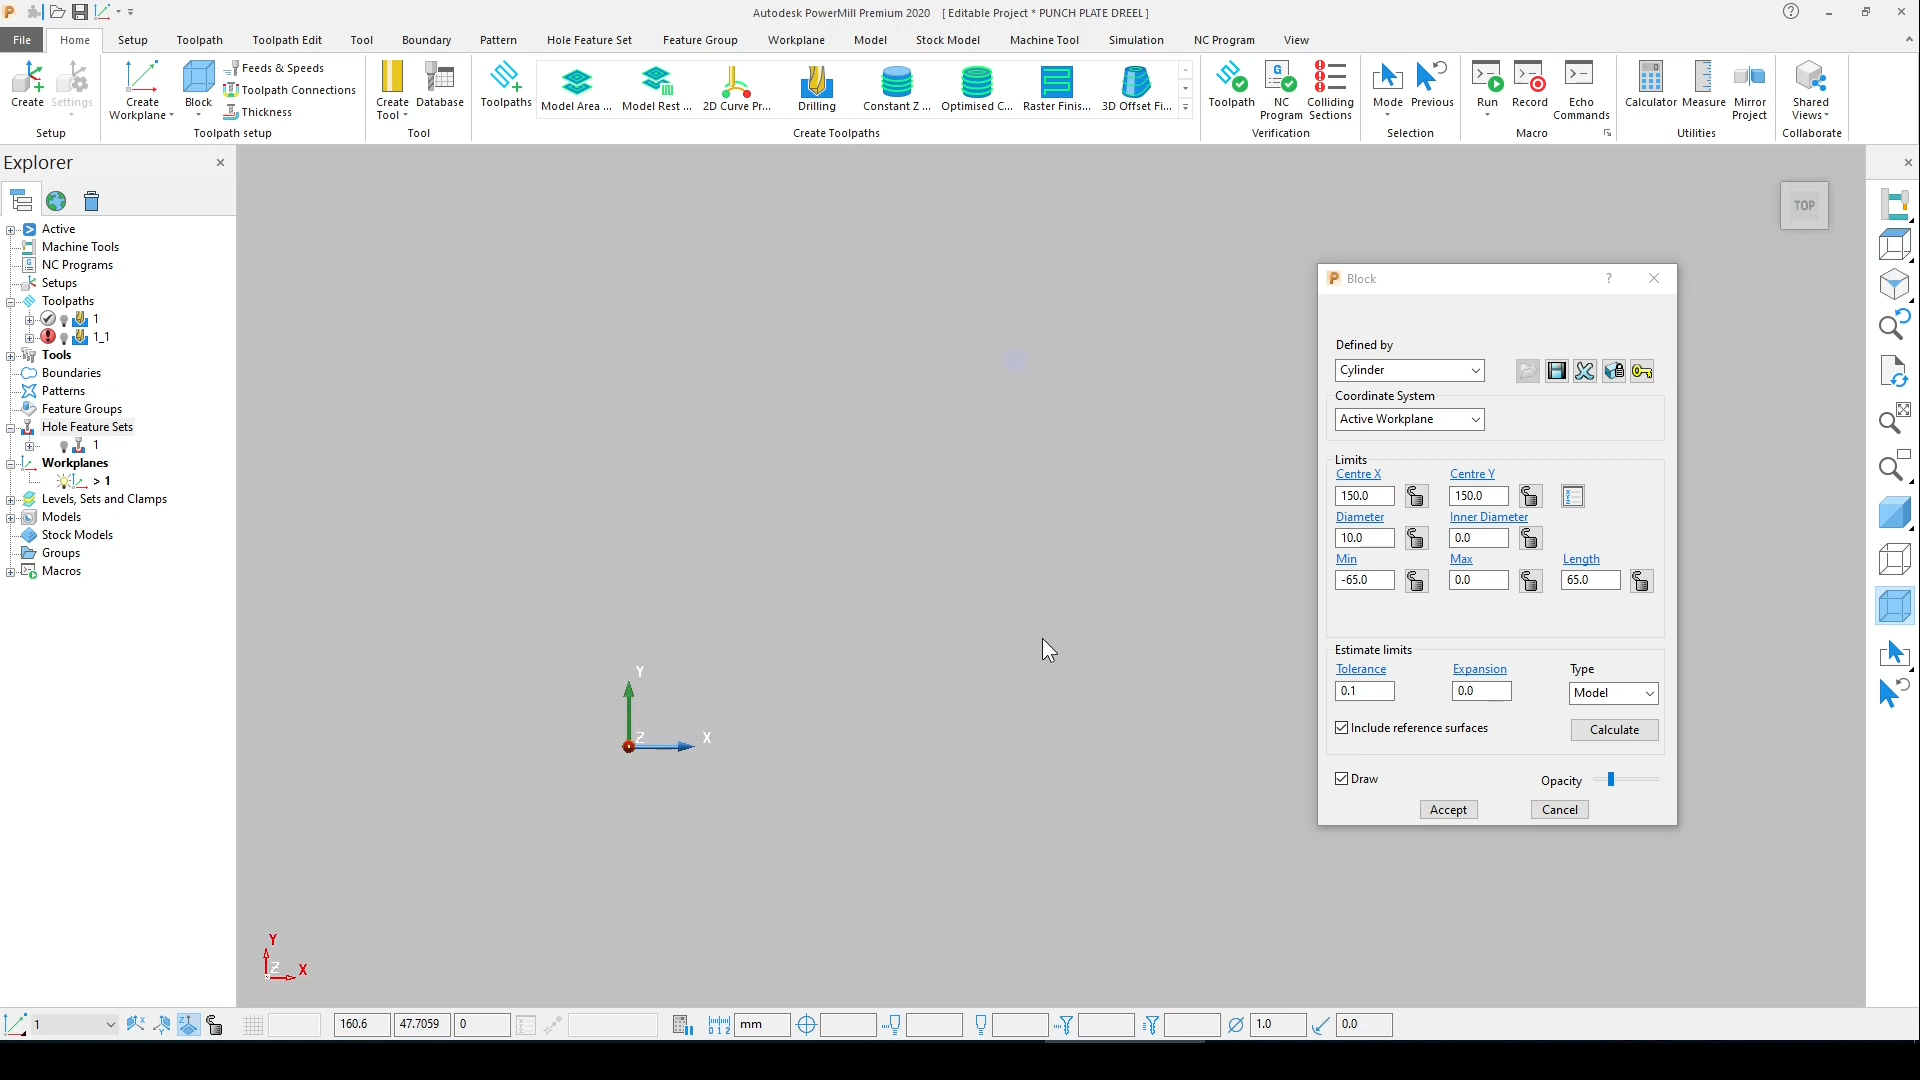 Autodesk PowerMill Premium 2020 [ Editable Project * PUNCH PLATE DREEL ]
File Home Setup Toolpath Toolpath Edit Tool Boundary Pattern Hole Feature Set Feature Group Workplane Model Stock Model Machine Tool Simulation NC Program View
Create Settings
Create Workplane
Block
Feeds & Speeds
Toolpath Connections
Thickness
Create Tool
Database
Toolpaths
Model Area ...
Model Rest ...
2D Curve Pr...
Drilling
Constant Z ...
Optimised C...
Raster Finis...
3D Offset Fi...
Toolpath
NC Program
Colliding Sections
Mode
Previous
Run
Record
Echo Commands
Calculator
Measure
Mirror Project
Shared Views
Setup Toolpath setup Tool Create Toolpaths Verification Selection Macro Utilities Collaborate
Explorer
Active
Machine Tools
NC Programs
Setups
Toolpaths
1
1_1
Tools
Boundaries
Patterns
Feature Groups
Hole Feature Sets
1
Workplanes
> 1
Levels, Sets and Clamps
Models
Stock Models
Groups
Macros
TOP
Y
Z
X
Y
Z
X
Block
?
Defined by
Cylinder
Coordinate System
Active Workplane
Limits
Centre X Centre Y
150.0 150.0
Diameter Inner Diameter
10.0 0.0
Min Max Length
-65.0 0.0 65.0
Estimate limits
Tolerance Expansion Type
0.1 0.0 Model
Include reference surfaces
Calculate
Draw
Opacity
Accept Cancel
1 160.6 47.7059 0 mm 1.0 0.0